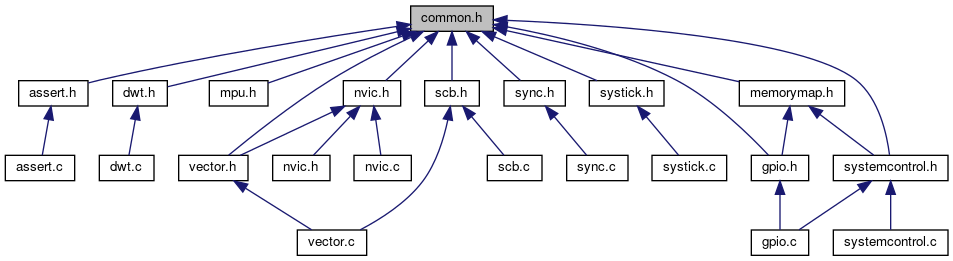 common.h
assert.h
dwt.h
mpu.h
nvic.h
scb.h
sync.h
systick.h
memorymap.h
assert.c
dwt.c
vector.h
nvic.h
nvic.c
scb.c
sync.c
systick.c
gpio.h
systemcontrol.h
vector.c
gpio.c
systemcontrol.c